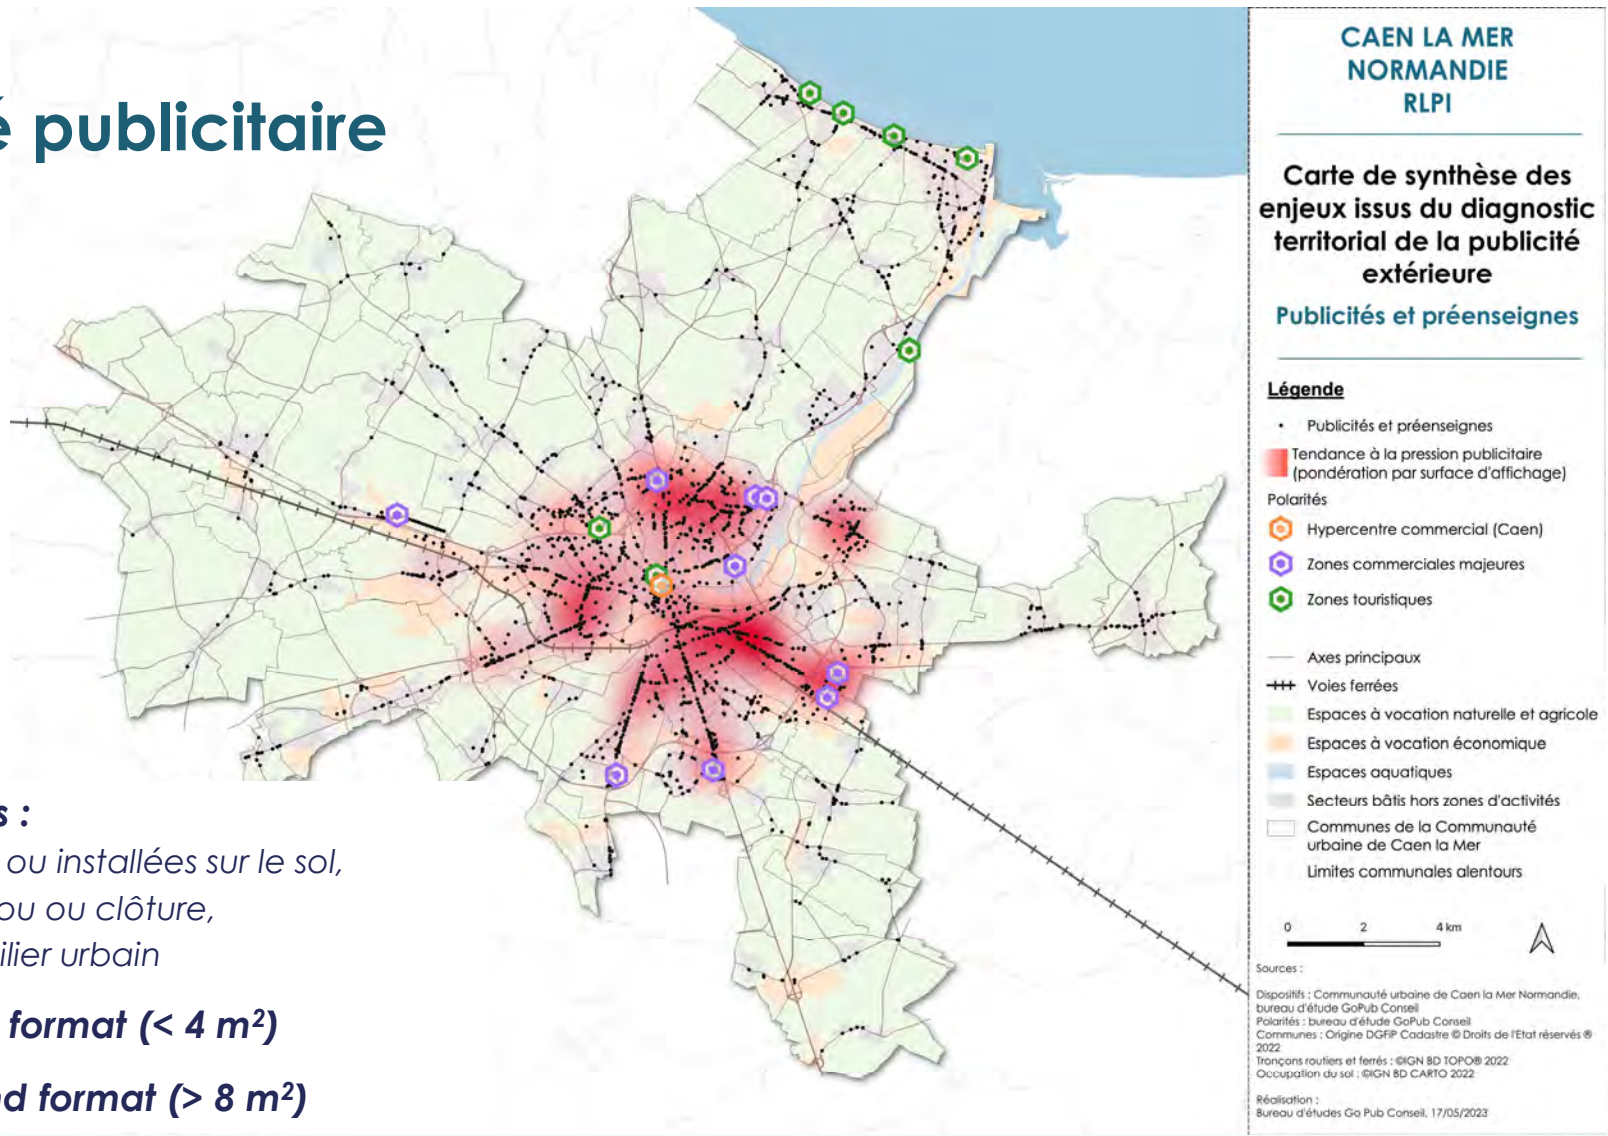 é publicitaire
s :
ou installées sur le sol,
ou ou clôture,
ilier urbain
format (< 4 m²)
d format (> 8 m²)
CAEN LA MER
NORMANDIE
RLPI
Carte de synthèse des
enjeux issus du diagnostic
territorial de la publicité
extérieure
Publicités et préenseignes
Légende
Publicités et préenseignes
Tendance à la pression publicitaire
(pondération par surface d'affichage)
Polarités
Hypercentre commercial (Caen)
Zones commerciales majeures
Zones touristiques
Axes principaux
Voies ferrées
Espaces à vocation naturelle et agricole
Espaces à vocation économique
Espaces aquatiques
Secteurs bâtis hors zones d'activités
Communes de la Communauté
urbaine de Caen la Mer
Limites communales alentours
0 2 4 km
Sources :
Dispositifs : Communauté urbaine de Caen la Mer Normandie,
bureau d'étude GoPub Conseil
Polarités : bureau d'étude GoPub Conseil
Communes : Origine DGFiP Cadastre © Droits de l'Etat réservés ®
2022
Tronçons routiers et ferrés : ©IGN BD TOPO® 2022
Occupation du sol : ©IGN BD CARTO 2022
Réalisation :
Bureau d'études Go Pub Conseil, 17/05/2023